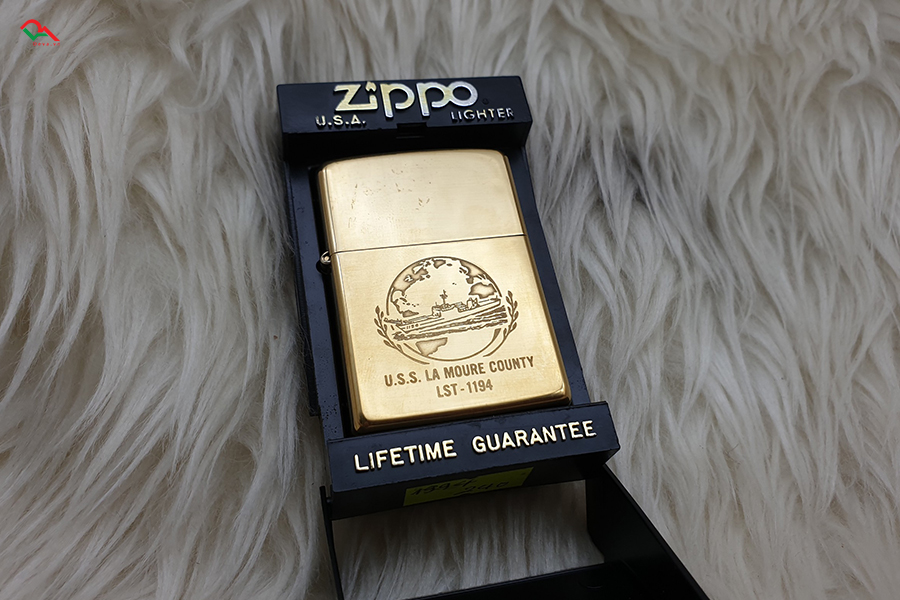 zippo
U.S.A. LIGHTER
U.S.S. LA MOURE COUNTY
LST-1194
LIFETIME GUARANTEE